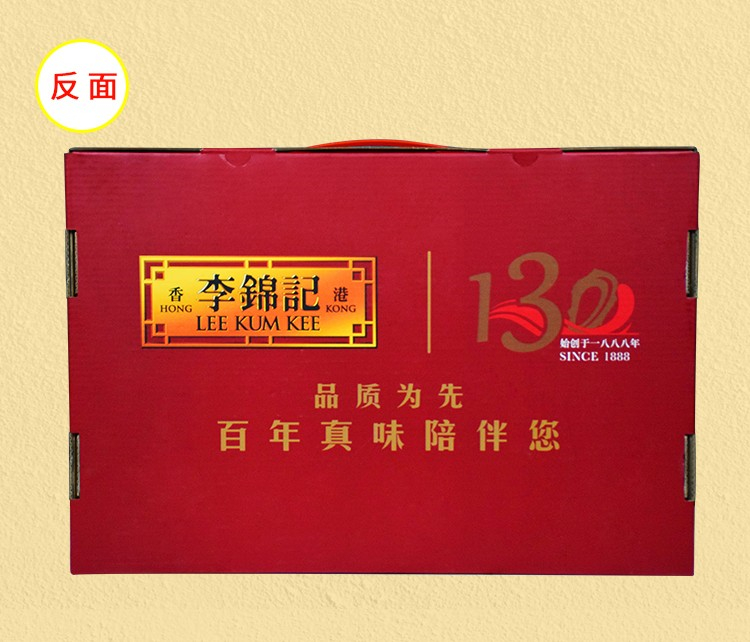 反面
香 李錦記 港
HONG LEE KUM KEE KONG
130
始创于一八八八年
SINCE 1888
品质为先
百年真味陪伴您